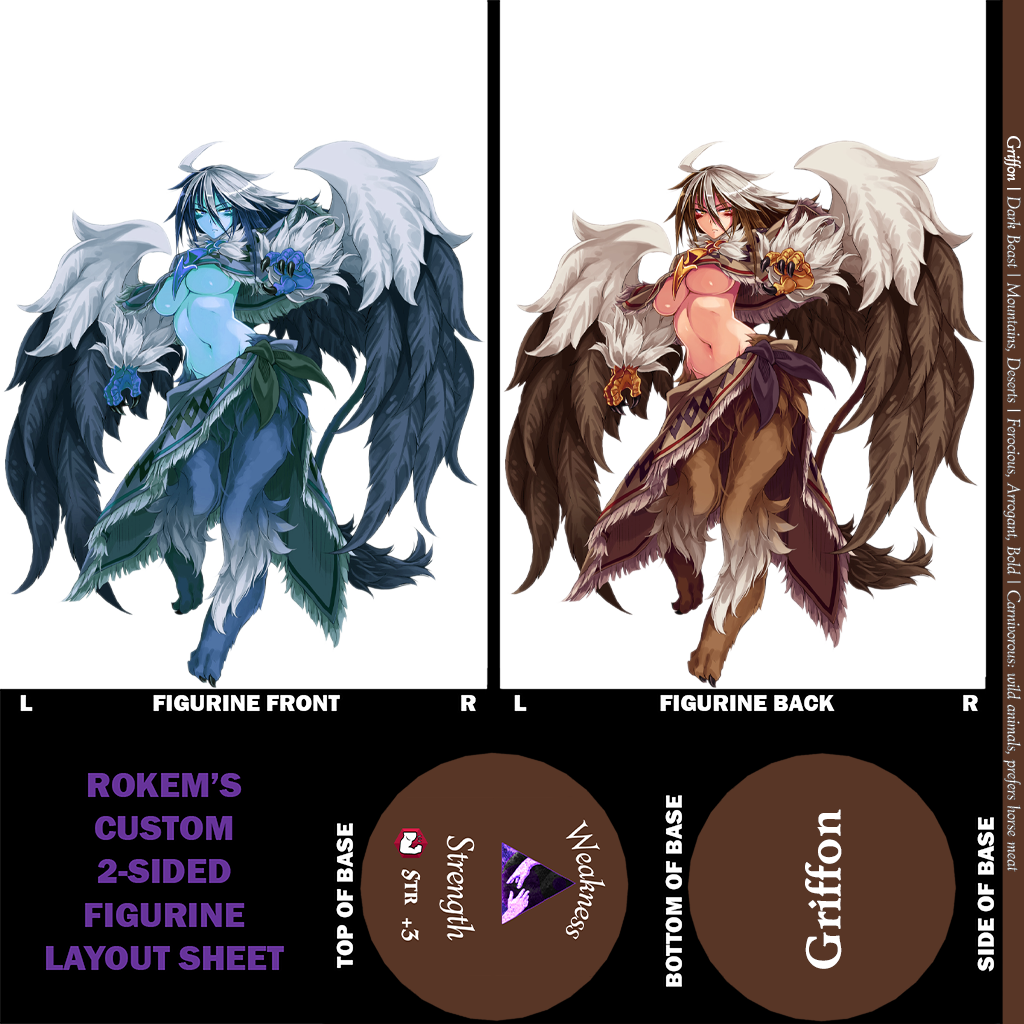 L FIGURINE FRONT R
L FIGURINE BACK R
Griffon | Dark Beast | Mountains, Deserts | Ferocious, Arrogant, Bold | Carnivorous: wild animals, prefers horse meat
ROKEM'S
CUSTOM
2-SIDED
FIGURINE
LAYOUT SHEET
TOP OF BASE
Weakness
Strength
STR +3
BOTTOM OF BASE
Griffon
SIDE OF BASE